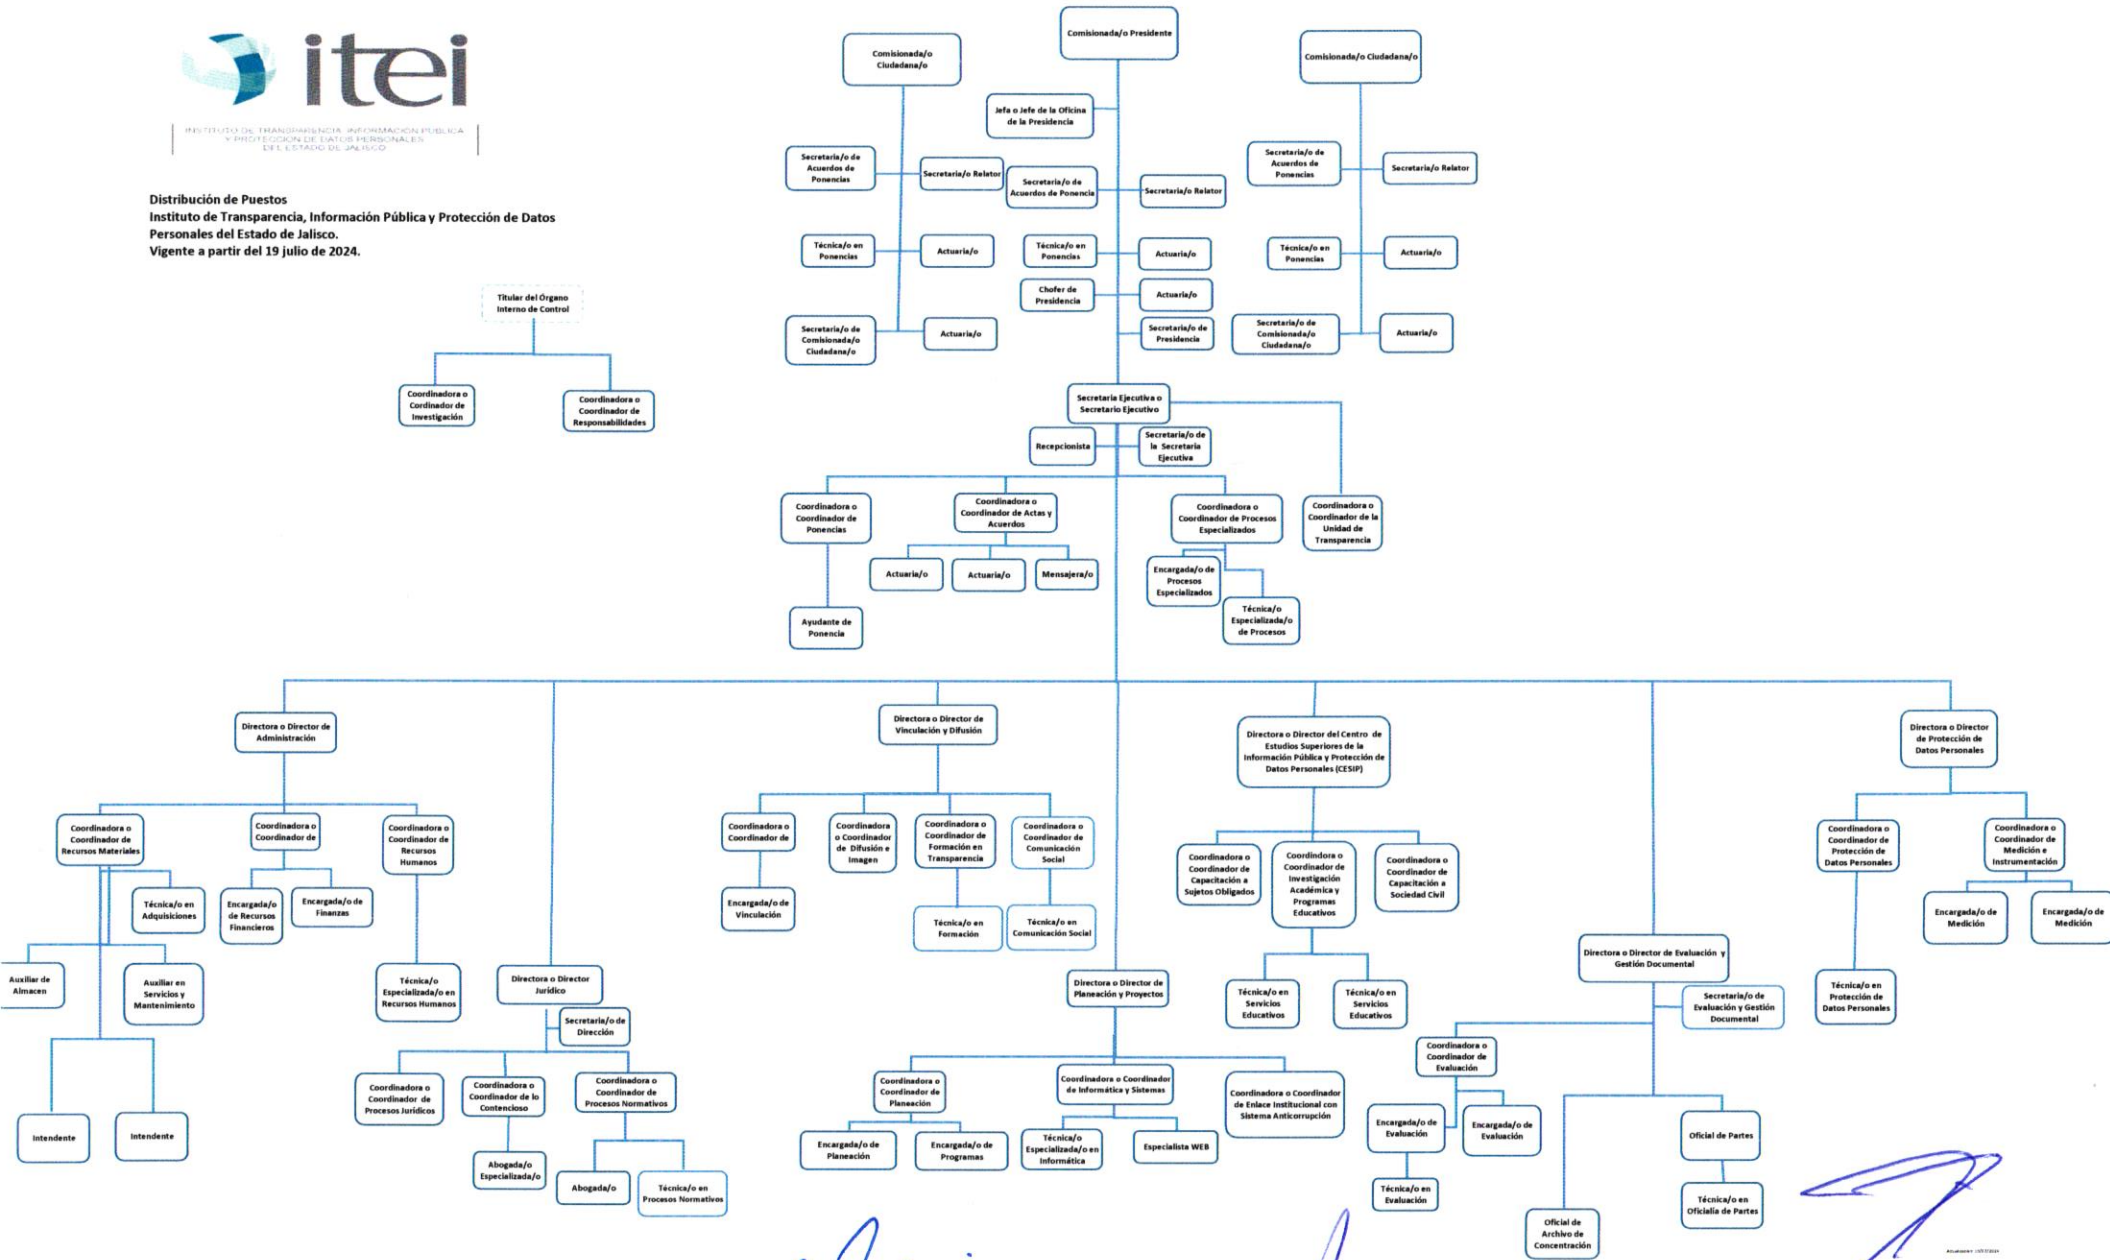 itei
INSTITUTO DE TRANSPARENCIA, INFORMACIÓN PÚBLICA
Y PROTECCIÓN DE DATOS PERSONALES
DEL ESTADO DE JALISCO
Distribución de Puestos
Instituto de Transparencia, Información Pública y Protección de Datos
Personales del Estado de Jalisco.
Vigente a partir del 19 julio de 2024.
Titular del Órgano
Interno de Control
Coordinadora o
Cordinador de
Investigación
Coordinadora o
Coordinador de
Responsabilidades
Comisionada/o
Ciudadana/o
Comisionada/o Presidente
Comisionada/o Ciudadana/o
Jefa o Jefe de la Oficina
de la Presidencia
Secretaria/o de
Acuerdos de
Ponencias
Secretaria/o Relator
Secretaria/o de
Acuerdos de Ponencia
Secretaria/o Relator
Secretaria/o de
Acuerdos de
Ponencias
Secretaria/o Relator
Técnica/o en
Ponencias
Actuaria/o
Técnica/o en
Ponencias
Actuaria/o
Técnica/o en
Ponencias
Actuaria/o
Chofer de
Presidencia
Actuaria/o
Secretaria/o de
Comisionada/o
Ciudadana/o
Actuaria/o
Secretaria/o de
Presidencia
Secretaria/o de
Comisionada/o
Ciudadana/o
Actuaria/o
Secretaria Ejecutiva o
Secretario Ejecutivo
Recepcionista
Secretaria/o de
la Secretaria
Ejecutiva
Coordinadora o
Coordinador de
Ponencias
Coordinadora o
Coordinador de Actas y
Acuerdos
Coordinadora o
Coordinador de Procesos
Especializados
Coordinadora o
Coordinador de la
Unidad de
Transparencia
Actuaria/o
Actuaria/o
Mensajera/o
Encargada/o de
Procesos
Especializados
Técnica/o
Especializada/o
de Procesos
Ayudante de
Ponencia
Directora o Director de
Administración
Coordinadora o
Coordinador de
Recursos Materiales
Coordinadora o
Coordinador de
Coordinadora o
Coordinador de
Recursos
Humanos
Técnica/o en
Adquisiciones
Encargada/o
de Recursos
Financieros
Encargada/o de
Finanzas
Auxiliar de
Almacen
Auxiliar en
Servicios y
Mantenimiento
Técnica/o
Especializada/o en
Recursos Humanos
Intendente
Intendente
Directora o Director
Jurídico
Secretaria/o de
Dirección
Coordinadora o
Coordinador de
Procesos Jurídicos
Coordinadora o
Coordinador de lo
Contencioso
Coordinadora o
Coordinador de
Procesos Normativos
Abogada/o
Especializada/o
Abogada/o
Técnica/o en
Procesos Normativos
Directora o Director de
Vinculación y Difusión
Coordinadora o
Coordinador de
Coordinadora
o Coordinador
de Difusión e
Imagen
Coordinadora o
Coordinador de
Formación en
Transparencia
Coordinadora o
Coordinador de
Comunicación
Social
Encargada/o de
Vinculación
Técnica/o en
Formación
Técnica/o en
Comunicación Social
Directora o Director de
Planeación y Proyectos
Coordinadora o
Coordinador de
Planeación
Coordinadora o Coordinador
de Informática y Sistemas
Coordinadora o Coordinador
de Enlace Institucional con
Sistema Anticorrupción
Encargada/o de
Planeación
Encargada/o de
Programas
Técnica/o
Especializada/o en
Informática
Especialista WEB
Directora o Director del Centro de
Estudios Superiores de la
Información Pública y Protección de
Datos Personales (CESIP)
Coordinadora o
Coordinador de
Capacitación a
Sujetos Obligados
Coordindora o
Coordinador de
Investigación
Académica y
Programas
Educativos
Coordinadora o
Coordinador de
Capacitación a
Sociedad Civil
Técnica/o en
Servicios
Educativos
Técnica/o en
Servicios
Educativos
Directora o Director de Evaluación y
Gestión Documental
Secretaria/o de
Evaluación y Gestión
Documental
Coordinadora o
Coordinador de
Evaluación
Encargada/o de
Evaluación
Encargada/o de
Evaluación
Técnica/o en
Evaluación
Oficial de Partes
Técnica/o en
Oficialía de Partes
Oficial de
Archivo de
Concentración
Directora o Director
de Protección de
Datos Personales
Coordinadora o
Coordinador de
Protección de
Datos Personales
Coordinadora o
Coordinador de
Medición e
Instrumentación
Encargada/o de
Medición
Encargada/o de
Medición
Técnica/o en
Protección de
Datos Personales